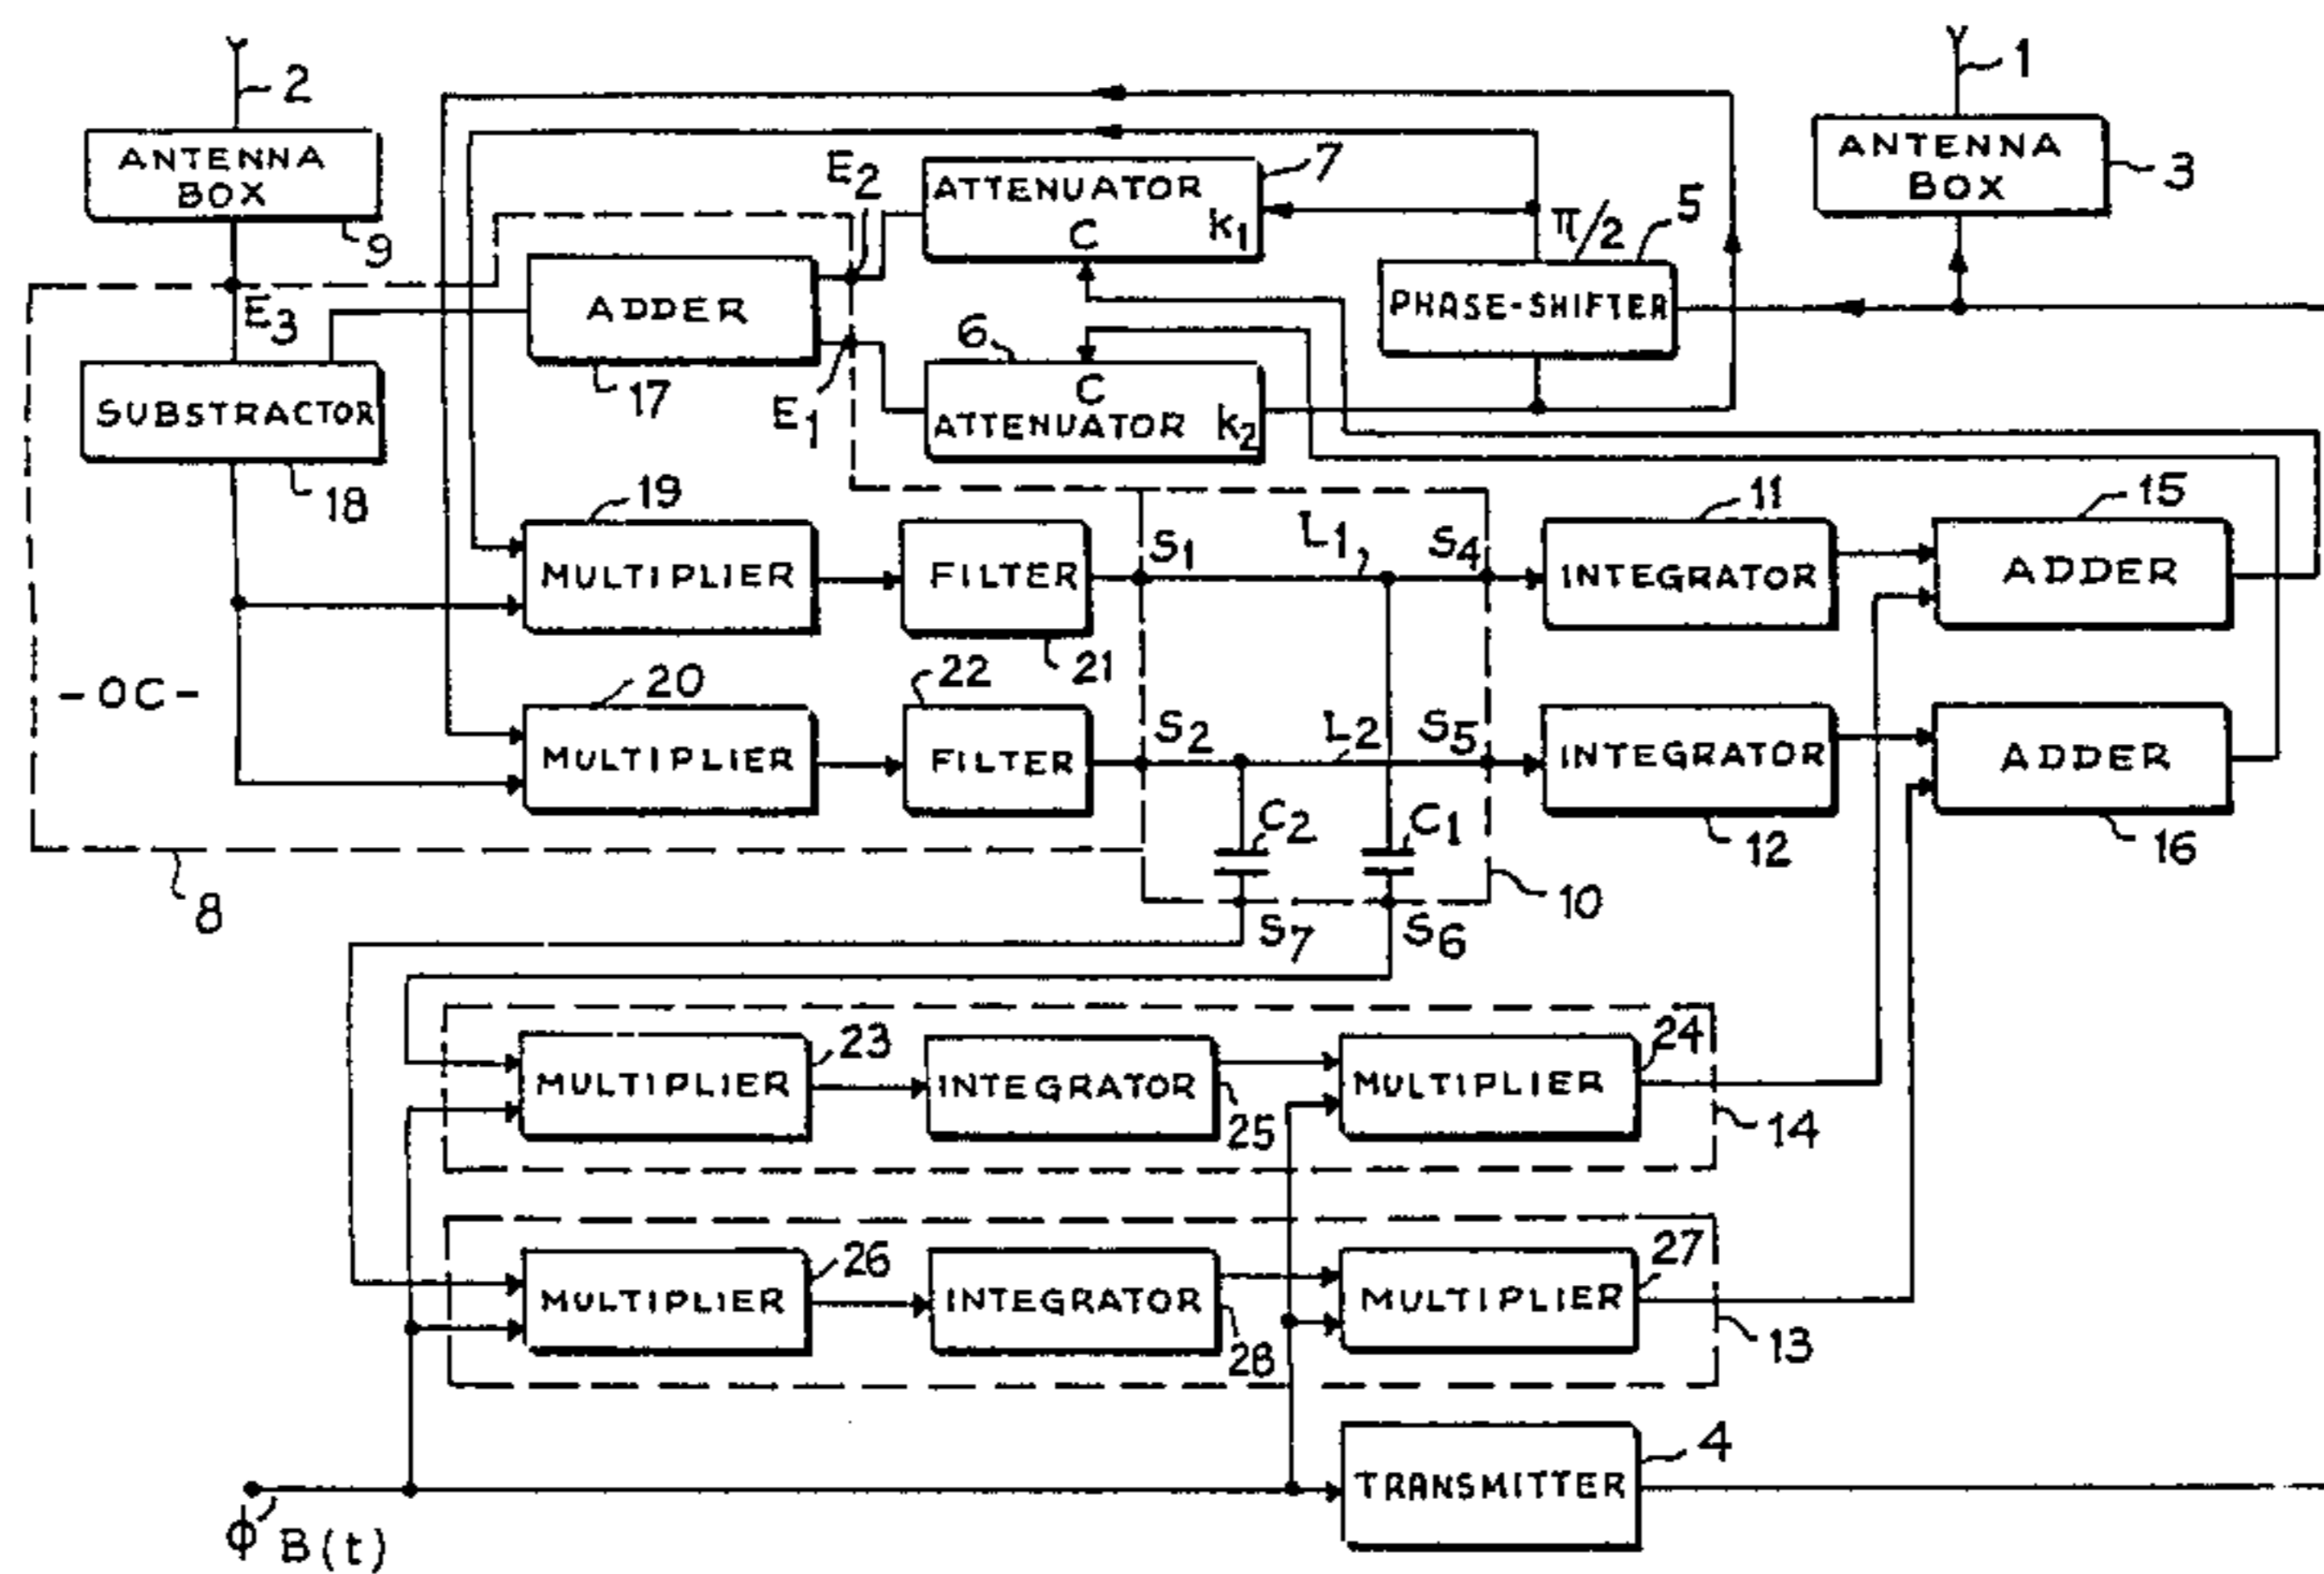 2
1
ANTENNA
BOX
9
ANTENNA
BOX
3
E2
ATTENUATOR
C
k1
7
π/2
5
PHASE-SHIFTER
E3
ADDER
17
E1
6
C
ATTENUATOR
k2
SUBSTRACTOR
18
19
MULTIPLIER
FILTER
21
S1
L1
S4
11
INTEGRATOR
15
ADDER
-OC-
20
MULTIPLIER
22
FILTER
S2
L2
S5
INTEGRATOR
12
ADDER
16
C2
C1
8
10
S7
S6
MULTIPLIER
23
INTEGRATOR
25
MULTIPLIER
24
14
MULTIPLIER
26
INTEGRATOR
28
MULTIPLIER
27
13
TRANSMITTER
4
ϕ B(t)